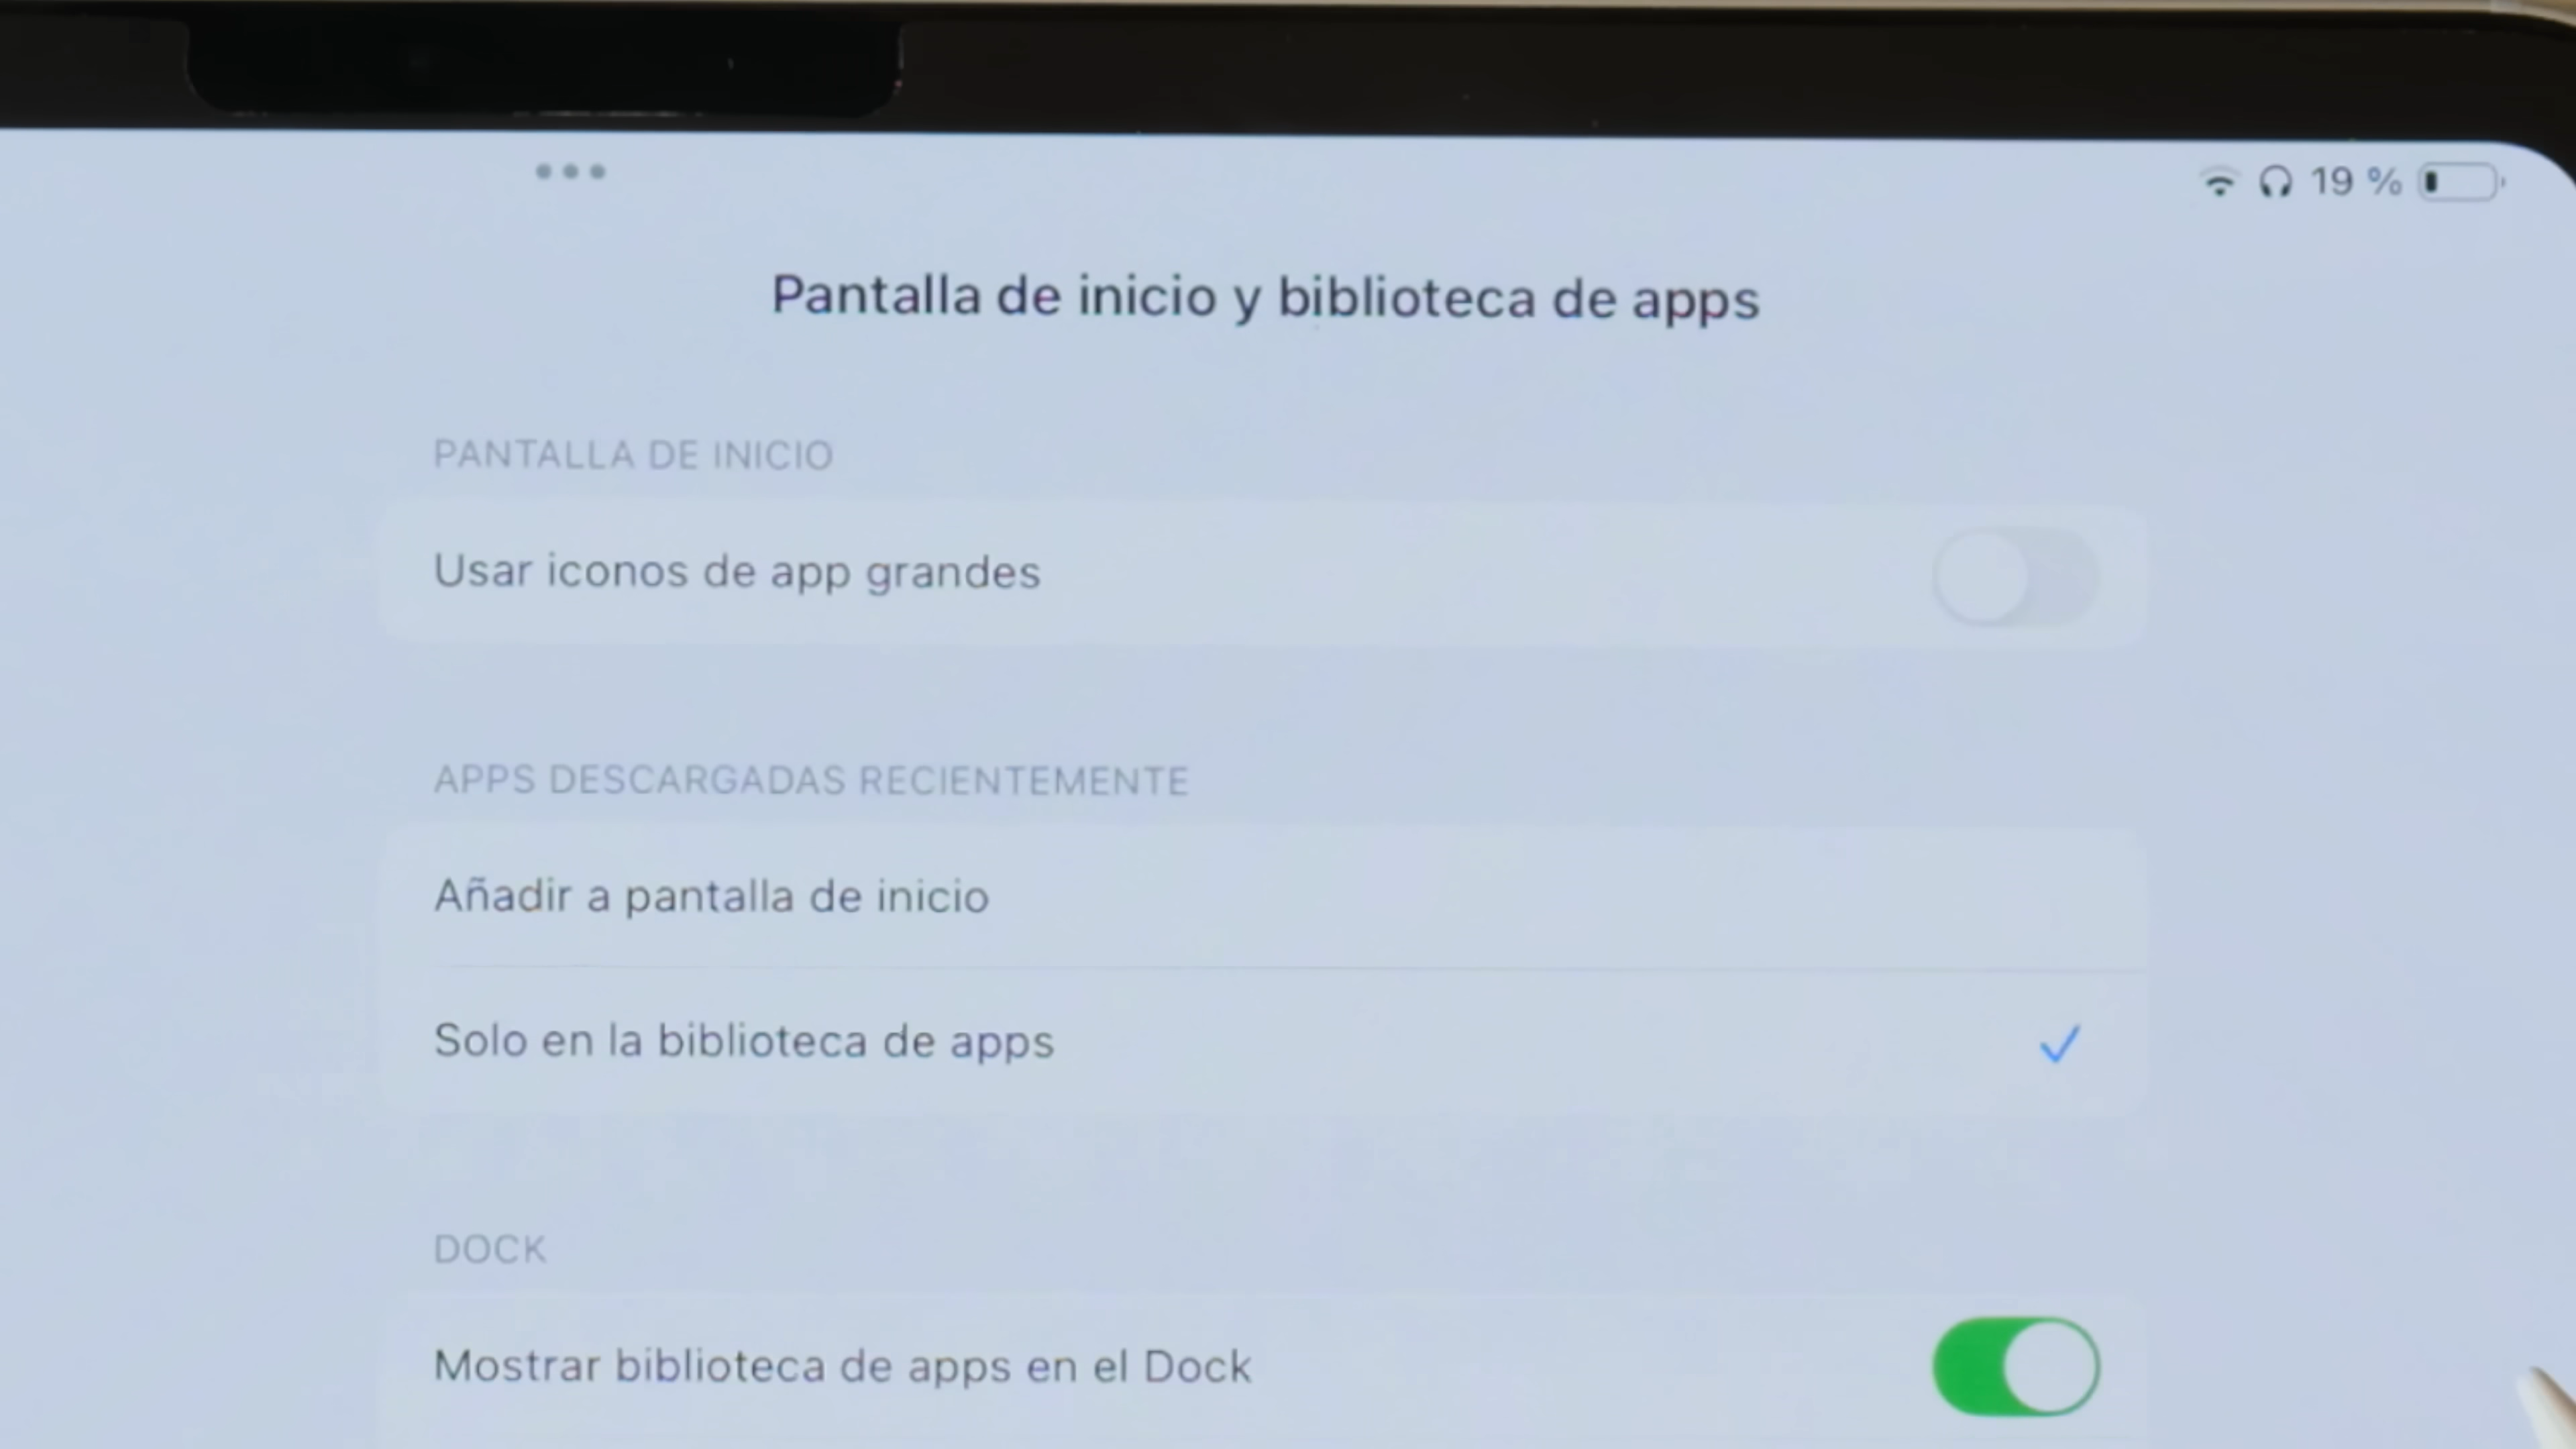 19 %
Pantalla de inicio y biblioteca de apps
PANTALLA DE INICIO
Usar iconos de app grandes
APPS DESCARGADAS RECIENTEMENTE
Añadir a pantalla de inicio
Solo en la biblioteca de apps
DOCK
Mostrar biblioteca de apps en el Dock